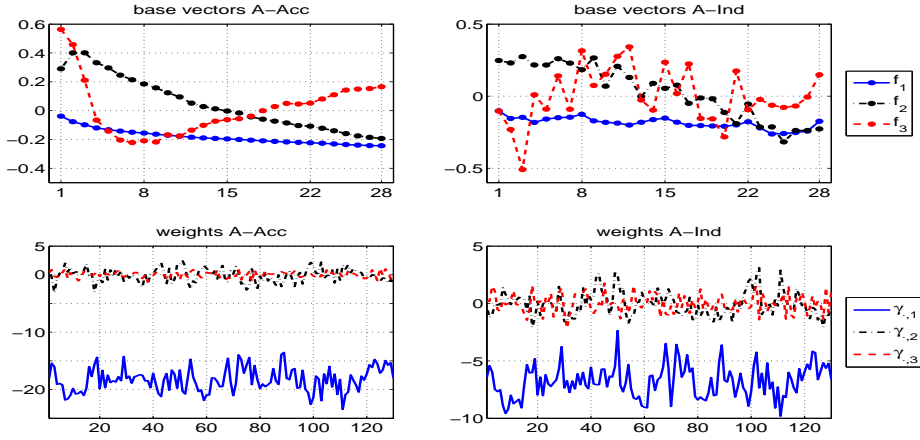 base vectors A−Acc
0.6
0.4
0.2
0
−0.2
−0.4
1 8 15 22 28
base vectors A−Ind
0.5
0
−0.5
1 8 15 22 28
f1
f2
f3
weights A−Acc
5
0
−10
−20
20 40 60 80 100 120
weights A−Ind
5
0
−5
−10
20 40 60 80 100 120
γ.,1
γ.,2
γ.,3